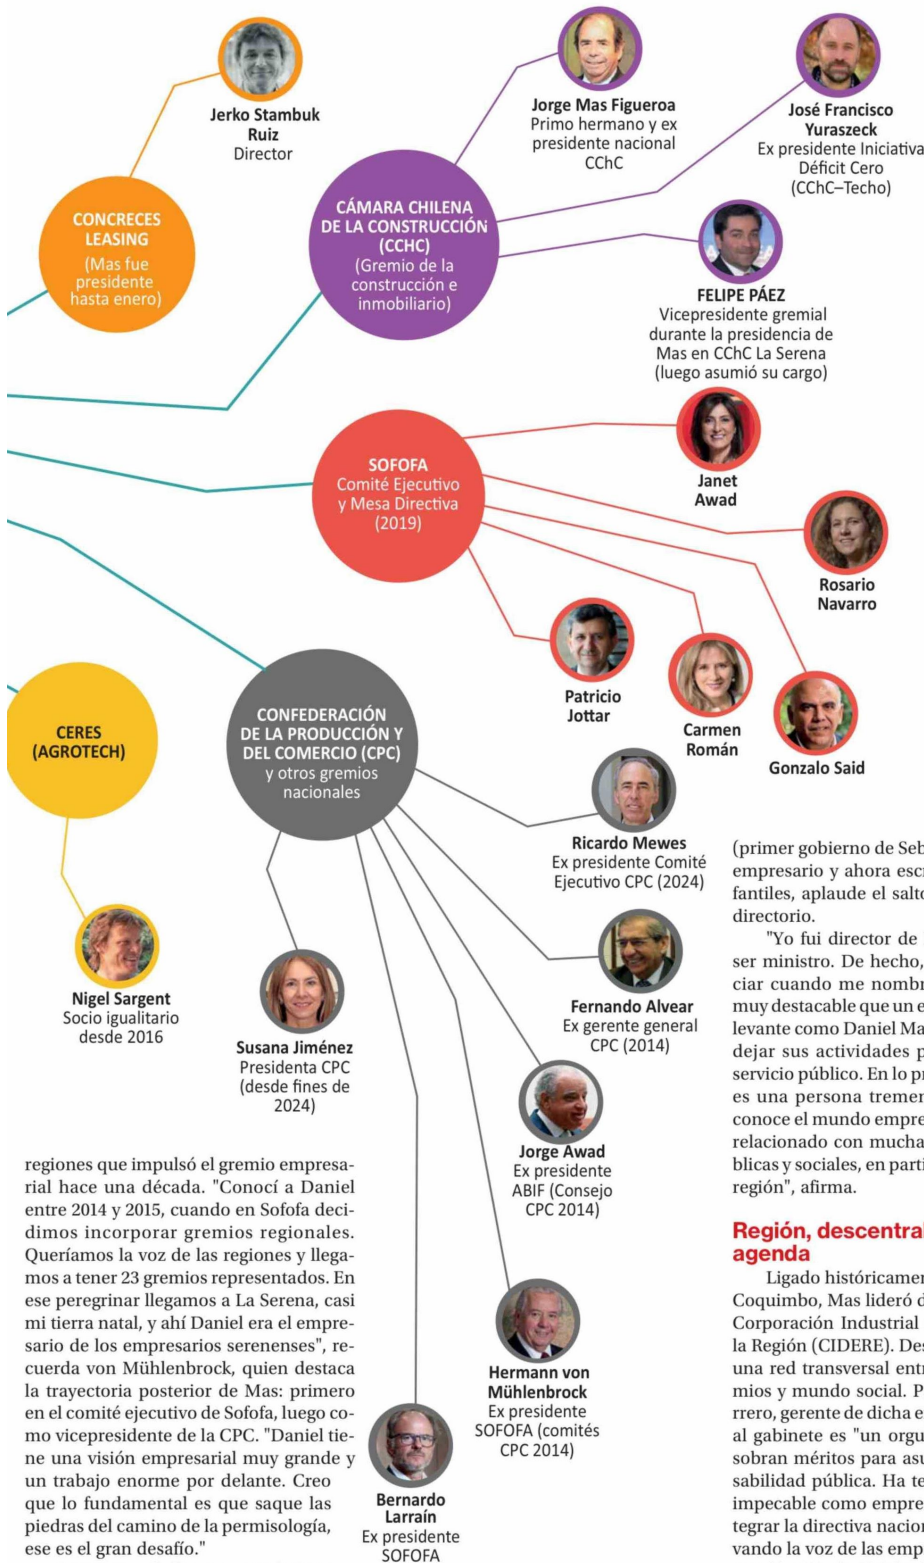 Jerko Stambuk
Ruiz
Director
CONCRECES
LEASING
(Mas fue
presidente
hasta enero)
Jorge Mas Figueroa
Primo hermano y ex
presidente nacional
CChC
José Francisco
Yuraszeck
Ex presidente Iniciativa
Déficit Cero
(CChC–Techo)
CÁMARA CHILENA
DE LA CONSTRUCCIÓN
(CCHC)
(Gremio de la
construcción e
inmobiliario)
FELIPE PÁEZ
Vicepresidente gremial
durante la presidencia de
Mas en CChC La Serena
(luego asumió su cargo)
SOFOFA
Comité Ejecutivo
y Mesa Directiva
(2019)
Janet
Awad
Rosario
Navarro
Patricio
Jottar
Carmen
Román
Gonzalo Said
CERES
(AGROTECH)
Nigel Sargent
Socio igualitario
desde 2016
CONFEDERACIÓN
DE LA PRODUCCIÓN Y
DEL COMERCIO (CPC)
y otros gremios
nacionales
Ricardo Mewes
Ex presidente Comité
Ejecutivo CPC (2024)
Fernando Alvear
Ex gerente general
CPC (2014)
Susana Jiménez
Presidenta CPC
(desde fines de
2024)
Jorge Awad
Ex presidente
ABIF (Consejo
CPC 2014)
Hermann von
Mühlenbrock
Ex presidente
SOFOFA (comités
CPC 2014)
Bernardo
Larraín
Ex presidente
SOFOFA
regiones que impulsó el gremio empresa-
rial hace una década. "Conocí a Daniel
entre 2014 y 2015, cuando en Sofofa deci-
dimos incorporar gremios regionales.
Queríamos la voz de las regiones y llega-
mos a tener 23 gremios representados. En
ese peregrinar llegamos a La Serena, casi
mi tierra natal, y ahí Daniel era el empre-
sario de los empresarios serenenses", re-
cuerda von Mühlenbrock, quien destaca
la trayectoria posterior de Mas: primero
en el comité ejecutivo de Sofofa, luego co-
mo vicepresidente de la CPC. "Daniel tie-
ne una visión empresarial muy grande y
un trabajo enorme por delante. Creo
que lo fundamental es que saque las
piedras del camino de la permisología,
ese es el gran desafío."
(primer gobierno de Seb
empresario y ahora escr
fantiles, aplaude el salto
directorio.
"Yo fui director de
ser ministro. De hecho,
ciar cuando me nombr
muy destacable que un e
levante como Daniel Ma
dejar sus actividades p
servicio público. En lo pr
es una persona tremen
conoce el mundo empre
relacionado con mucha
blicas y sociales, en parti
región", afirma.
Región, descentral
agenda
Ligado históricamen
Coquimbo, Mas lideró d
Corporación Industrial
la Región (CIDERE). Des
una red transversal entr
mios y mundo social. P
rrero, gerente de dicha e
al gabinete es "un orgu
sobran méritos para asu
sabilidad pública. Ha te
impecable como empre
tegrar la directiva nacion
vando la voz de las emp